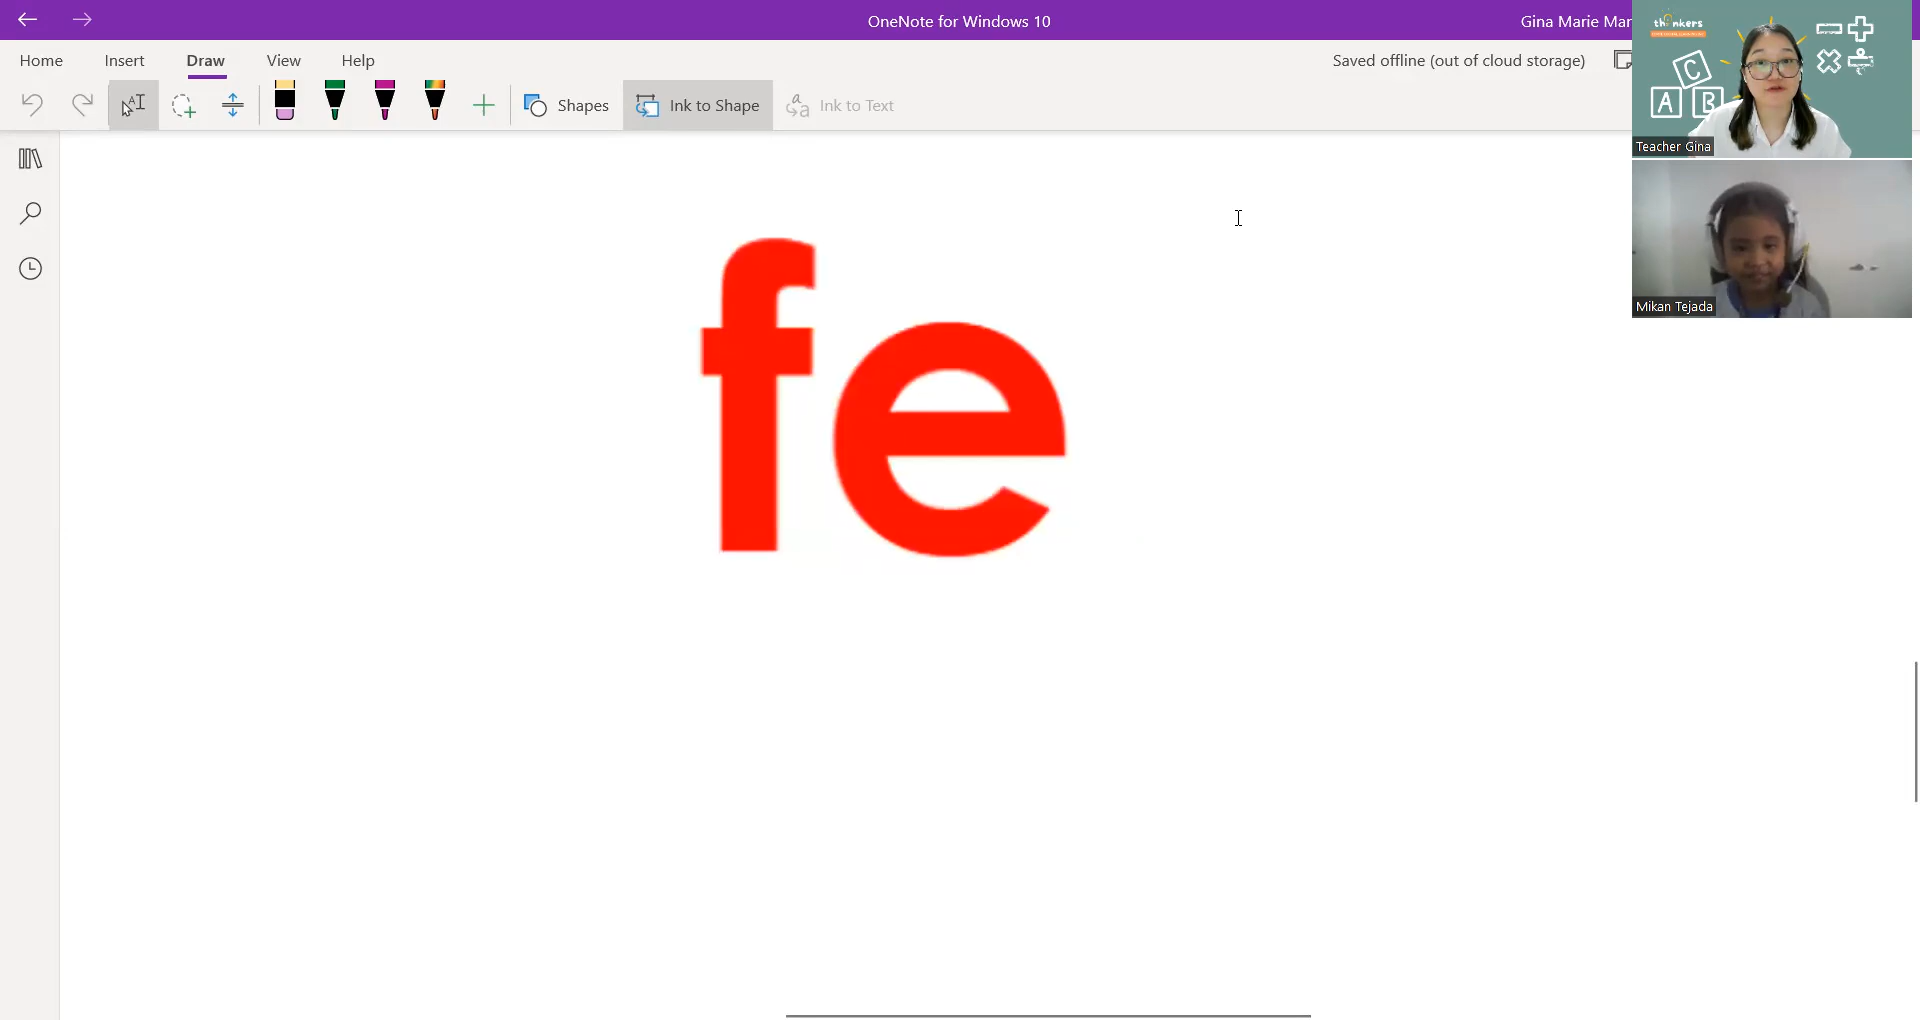 OneNote for Windows 10
Gina Marie Mar
Home Insert Draw View Help
Saved offline (out of cloud storage)
Shapes Ink to Shape Ink to Text
fe
thinkers
C
A B
Teacher Gina
Mikan Tejada